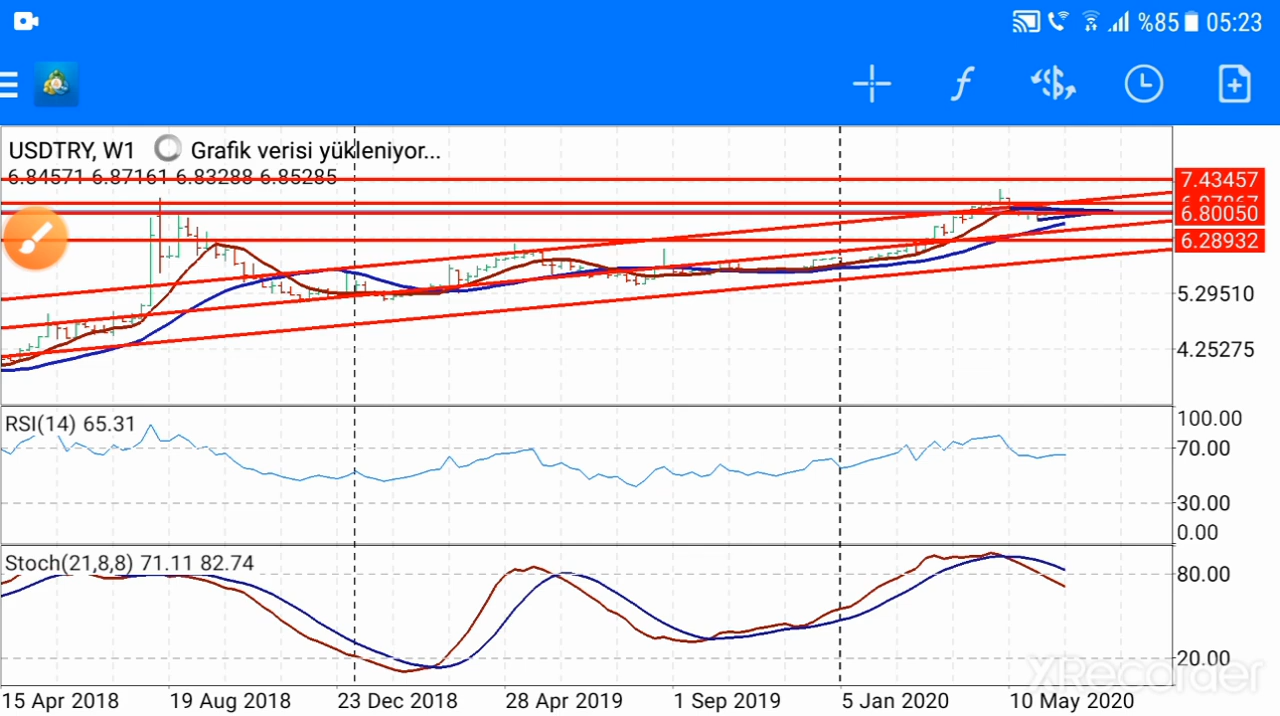 %85 05:23
USDTRY, W1 Grafik verisi yükleniyor...
6.84571 6.87161 6.83288 6.85285
7.43457
6.80050
6.28932
5.29510
4.25275
RSI(14) 65.31
100.00
70.00
30.00
0.00
Stoch(21,8,8) 71.11 82.74
80.00
20.00
XRecorder
15 Apr 2018 19 Aug 2018 23 Dec 2018 28 Apr 2019 1 Sep 2019 5 Jan 2020 10 May 2020